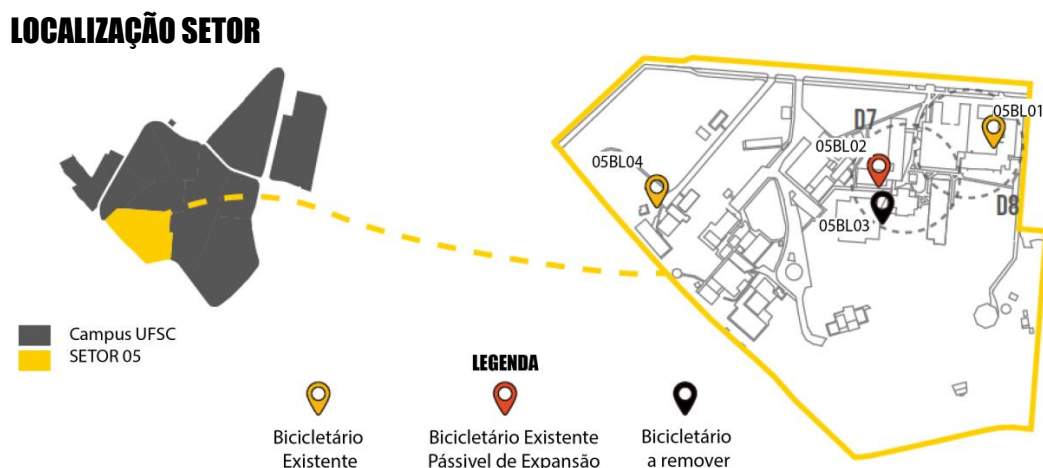 LOCALIZAÇÃO SETOR
05BL01
D7
05BL02
05BL04
D8
05BL03
Campus UFSC
SETOR 05
LEGENDA
Bicicletário
Existente
Bicicletário Existente
Pássivel de Expansão
Bicicletário
a remover